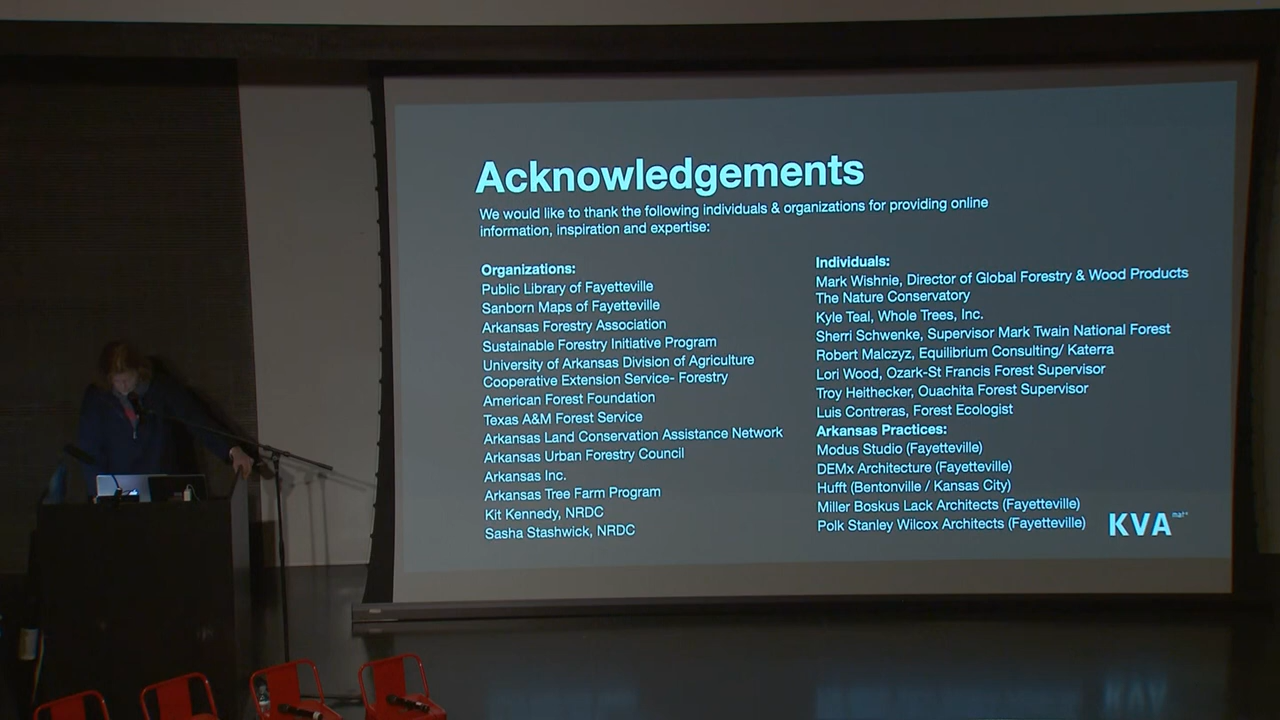 Acknowledgements
We would like to thank the following individuals & organizations for providing online
information, inspiration and expertise:
Organizations:
Public Library of Fayetteville
Sanborn Maps of Fayetteville
Arkansas Forestry Association
Sustainable Forestry Initiative Program
University of Arkansas Division of Agriculture
Cooperative Extension Service- Forestry
American Forest Foundation
Texas A&M Forest Service
Arkansas Land Conservation Assistance Network
Arkansas Urban Forestry Council
Arkansas Inc.
Arkansas Tree Farm Program
Kit Kennedy, NRDC
Sasha Stashwick, NRDC
Individuals:
Mark Wishnie, Director of Global Forestry & Wood Products
The Nature Conservatory
Kyle Teal, Whole Trees, Inc.
Sherri Schwenke, Supervisor Mark Twain National Forest
Robert Malczyz, Equilibrium Consulting/ Katerra
Lori Wood, Ozark-St Francis Forest Supervisor
Troy Heithecker, Ouachita Forest Supervisor
Luis Contreras, Forest Ecologist
Arkansas Practices:
Modus Studio (Fayetteville)
DEMx Architecture (Fayetteville)
Hufft (Bentonville / Kansas City)
Miller Boskus Lack Architects (Fayetteville)
Polk Stanley Wilcox Architects (Fayetteville)
KVA